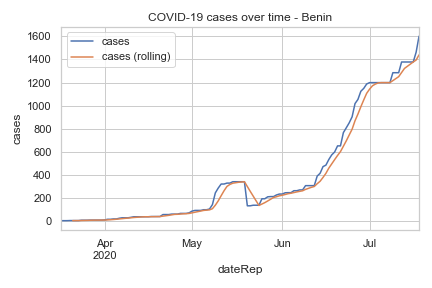 COVID-19 cases over time - Benin
cases
cases (rolling)
1600
1400
1200
1000
800
600
400
200
0
cases
Apr
2020
May
Jun
Jul
dateRep